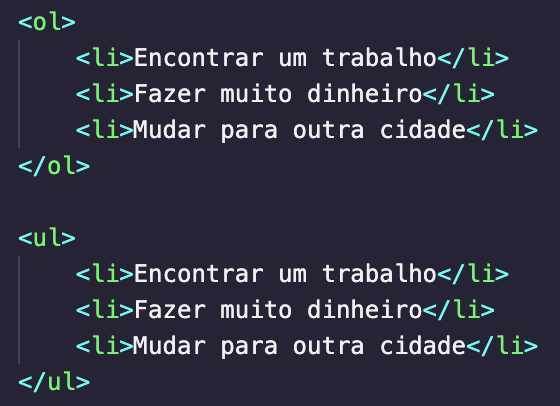 <ol>
<li>Encontrar um trabalho</li>
<li>Fazer muito dinheiro</li>
<li>Mudar para outra cidade</li>
</ol>
<ul>
<li>Encontrar um trabalho</li>
<li>Fazer muito dinheiro</li>
<li>Mudar para outra cidade</li>
</ul>